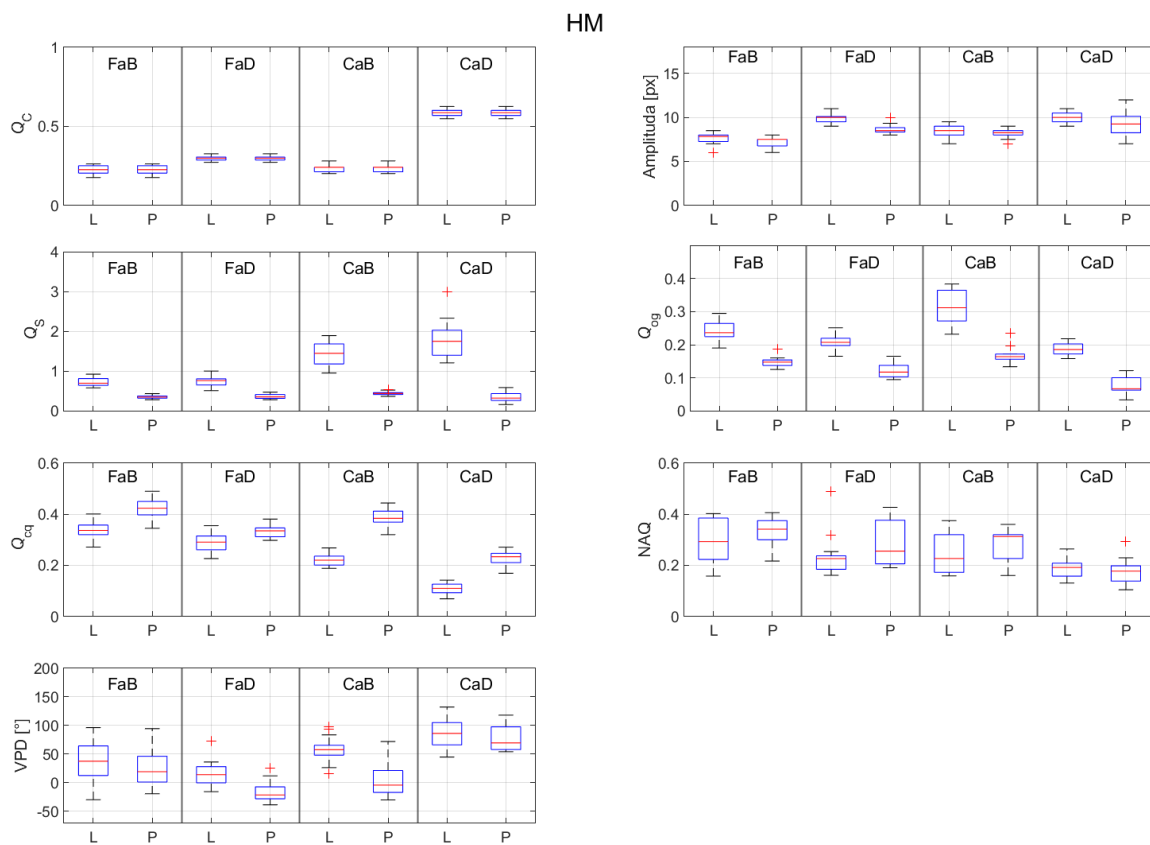 HM
Q_C
1
0.5
0
FaB FaD CaB CaD
L P L P L P L P
Amplituda [px]
15
10
5
0
FaB FaD CaB CaD
L P L P L P L P
Q_S
4
3
2
1
0
FaB FaD CaB CaD
L P L P L P L P
Q_og
0.4
0.3
0.2
0.1
0
FaB FaD CaB CaD
L P L P L P L P
Q_cq
0.6
0.4
0.2
0
FaB FaD CaB CaD
L P L P L P L P
NAQ
0.6
0.4
0.2
0
FaB FaD CaB CaD
L P L P L P L P
VPD [°]
200
150
100
50
0
-50
FaB FaD CaB CaD
L P L P L P L P